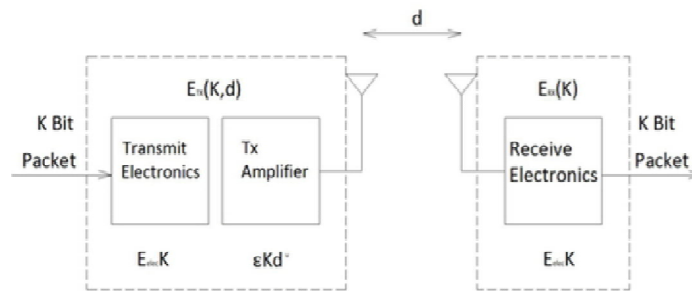 d
E_Tx(K,d)
E_Rx(K)
K Bit
Packet
Transmit
Electronics
Tx
Amplifier
Receive
Electronics
K Bit
Packet
E_elec K
εKd
E_elec K